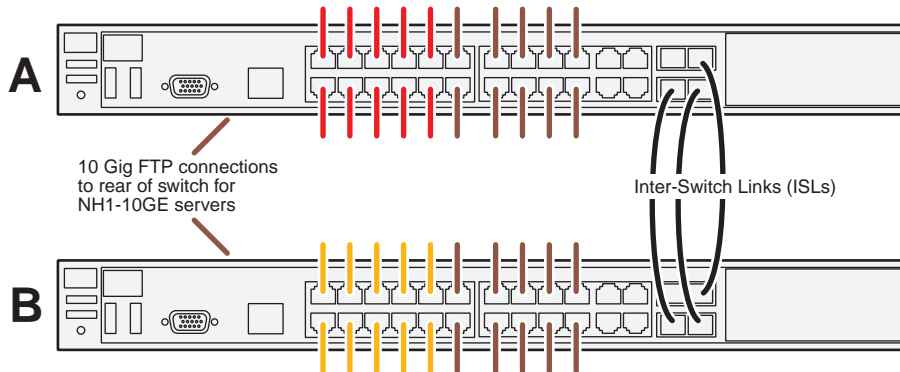 A
10 Gig FTP connections
to rear of switch for
NH1-10GE servers
Inter-Switch Links (ISLs)
B